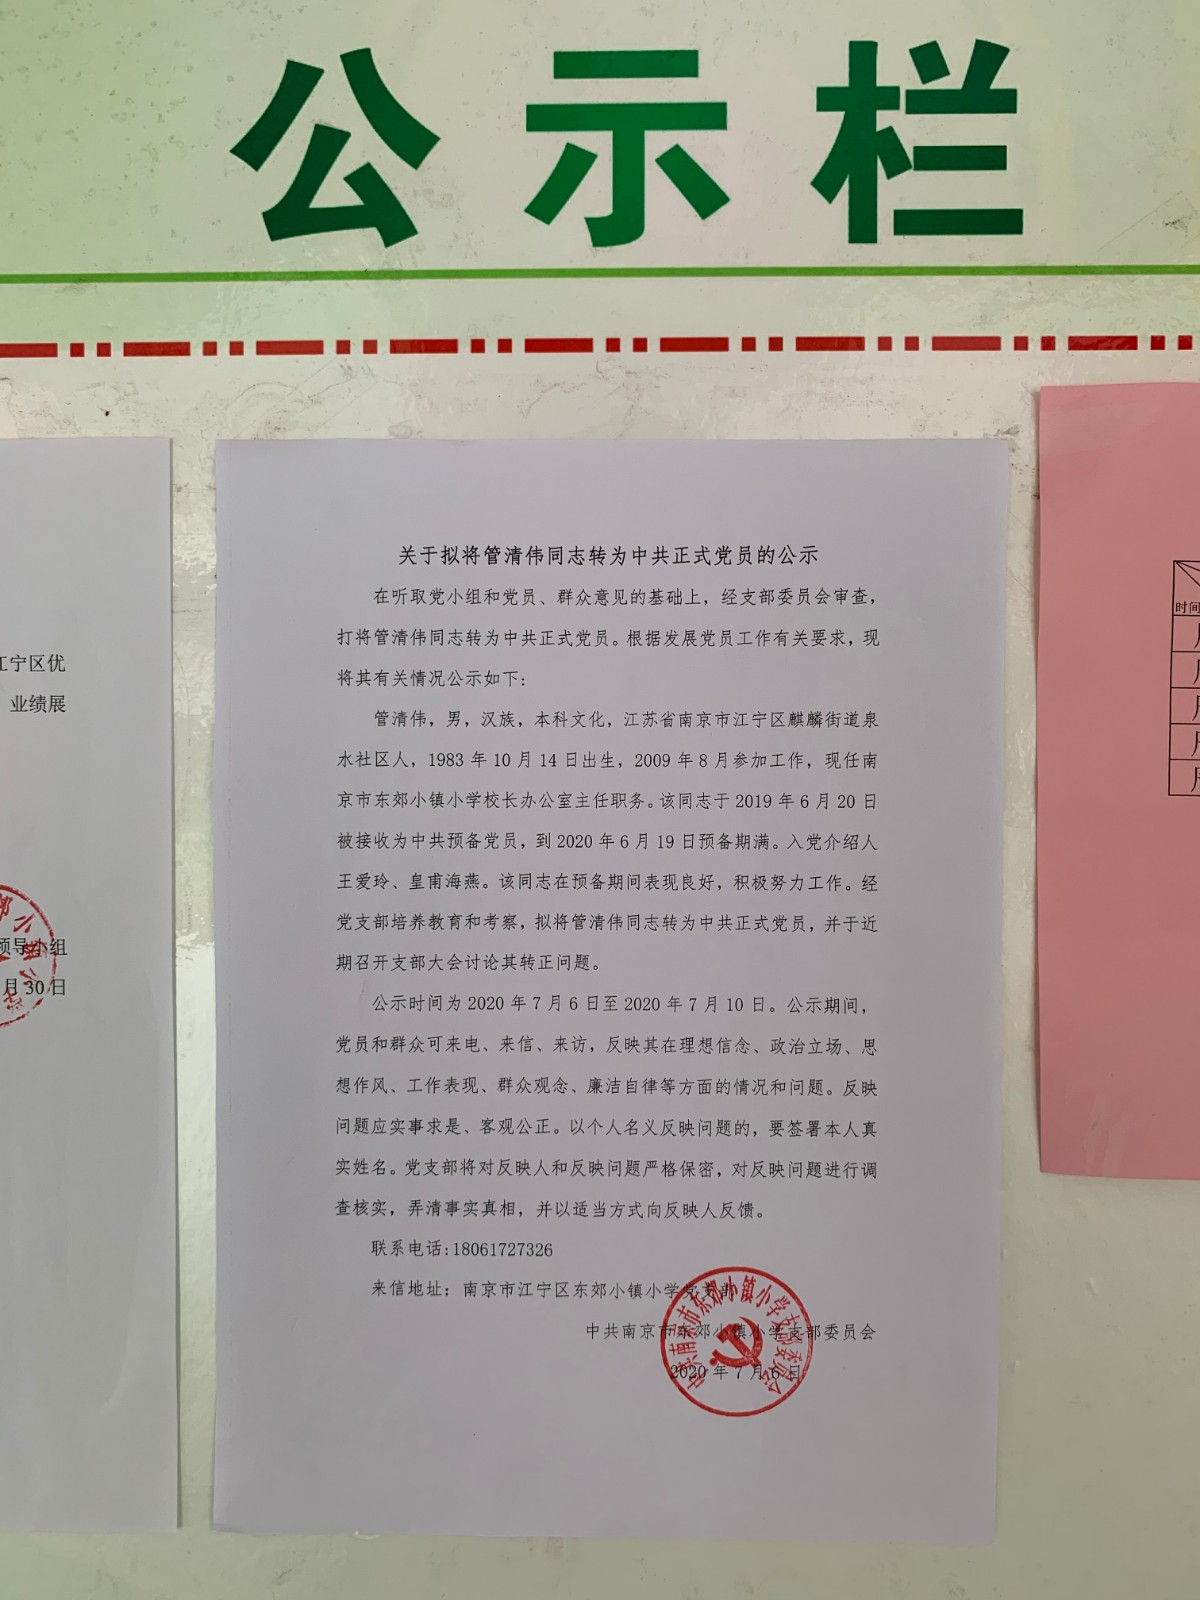 公示栏
江宁区优
业绩展
领导小组
月30日
关于拟将管清伟同志转为中共正式党员的公示
在听取党小组和党员、群众意见的基础上，经支部委员会审查，
打将管清伟同志转为中共正式党员。根据发展党员工作有关要求，现
将其有关情况公示如下：
管清伟，男，汉族，本科文化，江苏省南京市江宁区麒麟街道泉
水社区人，1983年10月14日出生，2009年8月参加工作，现任南
京市东郊小镇小学校长办公室主任职务。该同志于2019年6月20日
被接收为中共预备党员，到2020年6月19日预备期满。入党介绍人
王爱玲、皇甫海燕。该同志在预备期间表现良好，积极努力工作。经
党支部培养教育和考察，拟将管清伟同志转为中共正式党员，并于近
期召开支部大会讨论其转正问题。
公示时间为2020年7月6日至2020年7月10日。公示期间，
党员和群众可来电、来信、来访，反映其在理想信念、政治立场、思
想作风、工作表现、群众观念、廉洁自律等方面的情况和问题。反映
问题应实事求是、客观公正。以个人名义反映问题的，要签署本人真
实姓名。党支部将对反映人和反映问题严格保密，对反映问题进行调
查核实，弄清事实真相，并以适当方式向反映人反馈。
联系电话:18061727326
来信地址：南京市江宁区东郊小镇小学党支部
中共南京市东郊小镇小学支部委员会
2020年7月6日
中共南京市东郊小镇小学支部委员会
时间